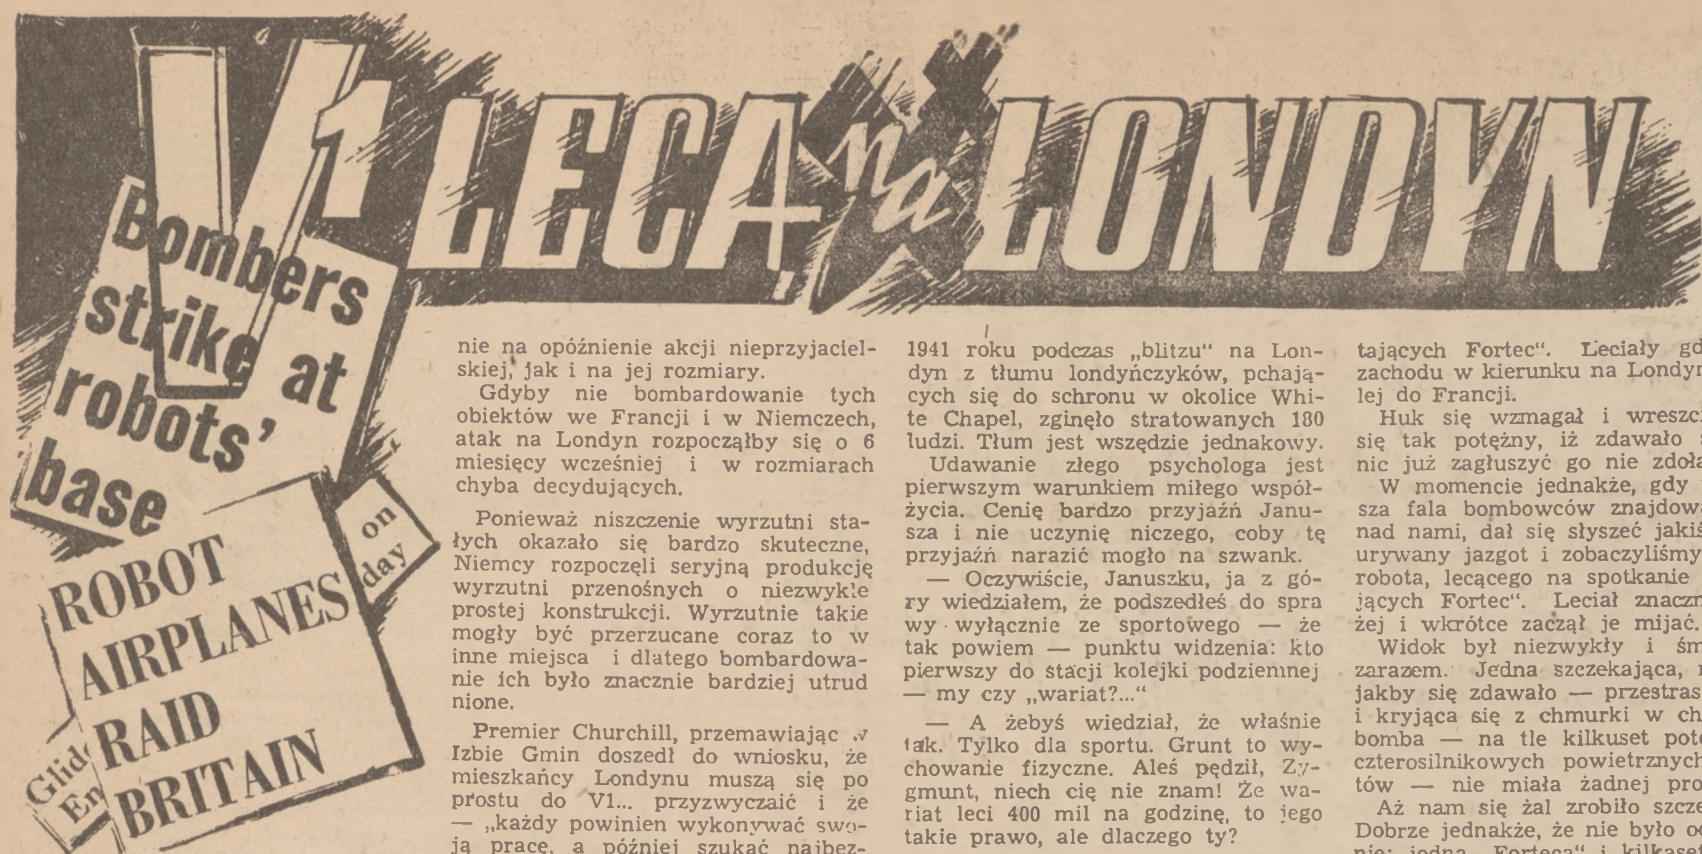 V1 LECĄ na LONDYN
Bombers
strike at
robots'
base
on
day
ROBOT
AIRPLANES
RAID
BRITAIN
nie na opóźnienie akcji nieprzyjaciel-
skiej, jak i na jej rozmiary.
Gdyby nie bombardowanie tych
obiektów we Francji i w Niemczech,
atak na Londyn rozpocząłby się o 6
miesięcy wcześniej i w rozmiarach
chyba decydujących.
Ponieważ niszczenie wyrzutni sta-
łych okazało się bardzo skuteczne,
Niemcy rozpoczęli seryjną produkcję
wyrzutni przenośnych o niezwykle
prostej konstrukcji. Wyrzutnie takie
mogły być przerzucane coraz to w
inne miejsca i dlatego bombardowa-
nie ich było znacznie bardziej utrud
nione.
Premier Churchill, przemawiając w
Izbie Gmin doszedł do wniosku, że
mieszkańcy Londynu muszą się po
prostu do V1... przyzwyczaić i że
— „każdy powinien wykonywać swo-
ją pracę, a później szukać najbez-
1941 roku podczas „blitzu“ na Lon-
dyn z tłumu londyńczyków, pchają-
cych się do schronu w okolice Whi-
te Chapel, zginęło stratowanych 180
ludzi. Tłum jest wszędzie jednakowy.
Udawanie złego psychologa jest
pierwszym warunkiem miłego współ-
życia. Cenię bardzo przyjaźń Janu-
sza i nie uczynię niczego, coby tę
przyjaźń narazić mogło na szwank.
— Oczywiście, Januszku, ja z gó-
ry wiedziałem, że podszedłeś do spra
wy wyłącznie ze sportowego — że
tak powiem — punktu widzenia: kto
pierwszy do stacji kolejki podziemnej
— my czy „wariat?...“
— A żebyś wiedział, że właśnie
tak. Tylko dla sportu. Grunt to wy-
chowanie fizyczne. Aleś pędził, Zy-
gmunt, niech cię nie znam! Że wa-
riat leci 400 mil na godzinę, to jego
takie prawo, ale dlaczego ty?
tających Fortec“. Leciały gd
zachodu w kierunku na Londyn
lej do Francji.
Huk się wzmagał i wreszc
się tak potężny, iż zdawało
nic już zagłuszyć go nie zdoła
W momencie jednakże, gdy
sza fala bombowców znajdow
nad nami, dał się słyszeć jakiś
urywany jazgot i zobaczyliśmy
robota, lecącego na spotkanie
jących Fortec“. Leciał znaczn
żej i wkrótce zaczął je mijać.
Widok był niezwykły i śm
zarazem. Jedna szczekająca,
jakby się zdawało — przestras
i kryjąca się z chmurki w ch
bomba — na tle kilkuset potę
czterosilnikowych powietrznych
tów — nie miała żadnej pro
Aż nam się żal zrobiło szcze
Dobrze jednakże, że nie było o
nie: jedna „Forteca“ i kilkaset
Glid
En